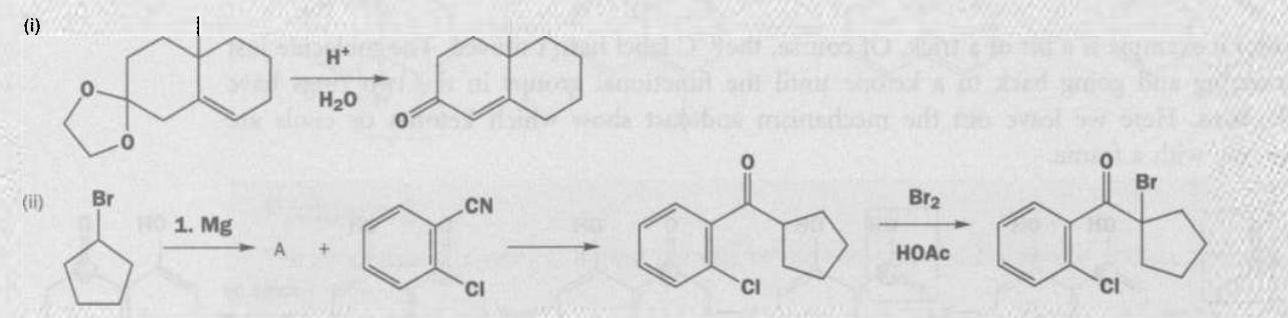 (i)
O
O
H+
H2O
O
(ii)
Br
1. Mg
A
+
CN
Cl
O
Cl
Br2
HOAc
O
Br
Cl